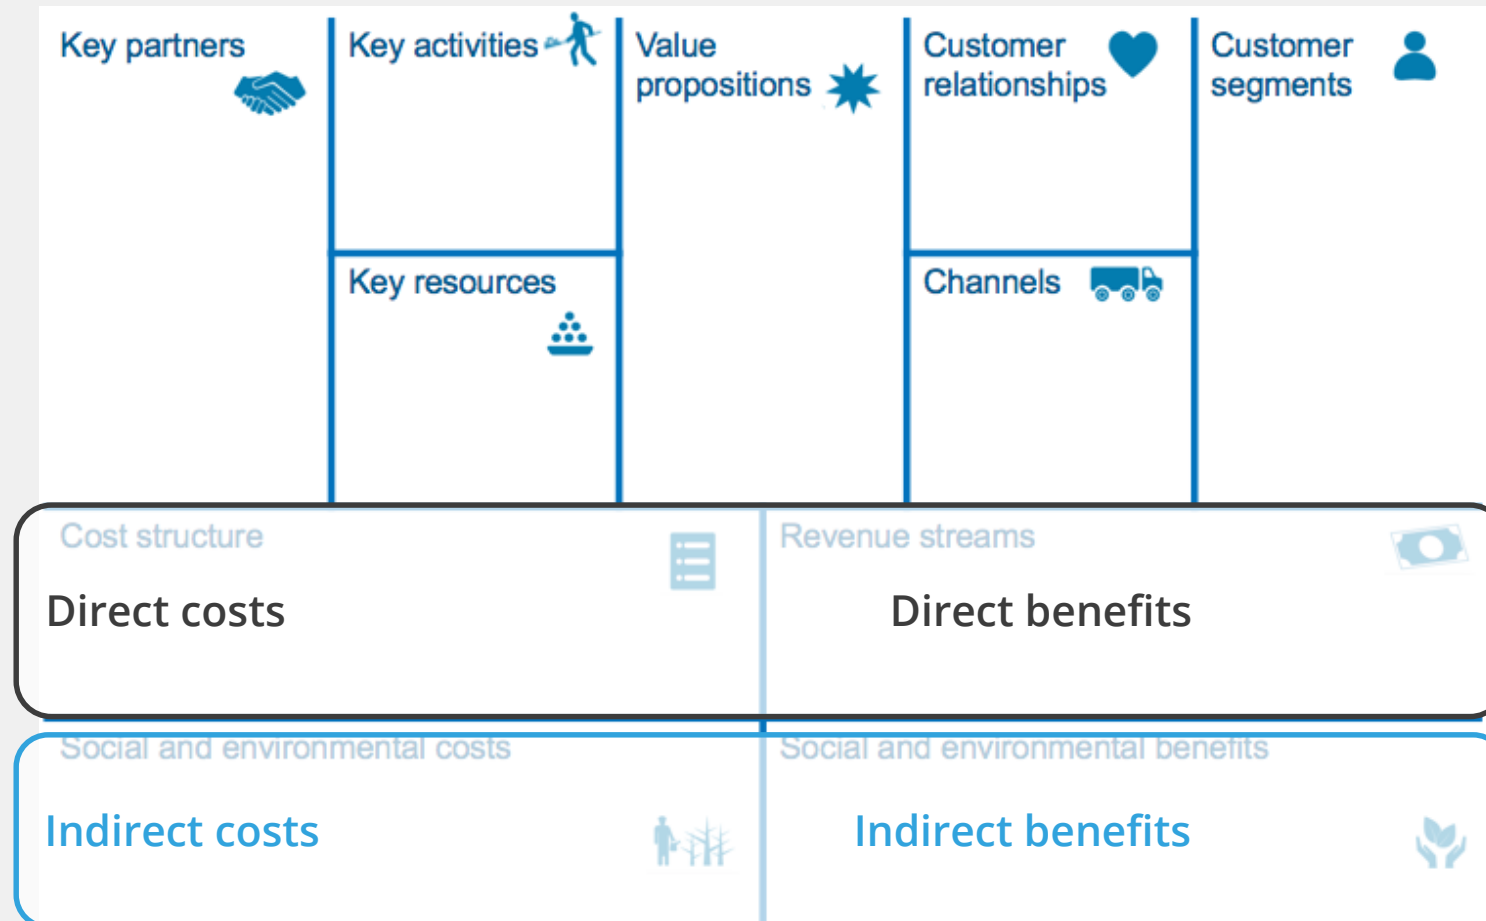 Key partners
Key activities
Value
propositions
Customer
relationships
Customer
segments
Key resources
Channels
Cost structure
Revenue streams
Direct costs
Direct benefits
Social and environmental costs
Social and environmental benefits
Indirect costs
Indirect benefits